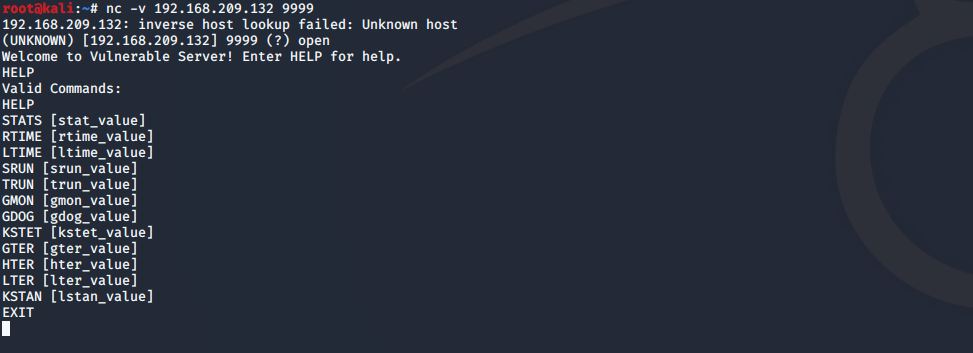 root@kali:~# nc -v 192.168.209.132 9999
192.168.209.132: inverse host lookup failed: Unknown host
(UNKNOWN) [192.168.209.132] 9999 (?) open
Welcome to Vulnerable Server! Enter HELP for help.
HELP
Valid Commands:
HELP
STATS [stat_value]
RTIME [rtime_value]
LTIME [ltime_value]
SRUN [srun_value]
TRUN [trun_value]
GMON [gmon_value]
GDOG [gdog_value]
KSTET [kstet_value]
GTER [gter_value]
HTER [hter_value]
LTER [lter_value]
KSTAN [lstan_value]
EXIT